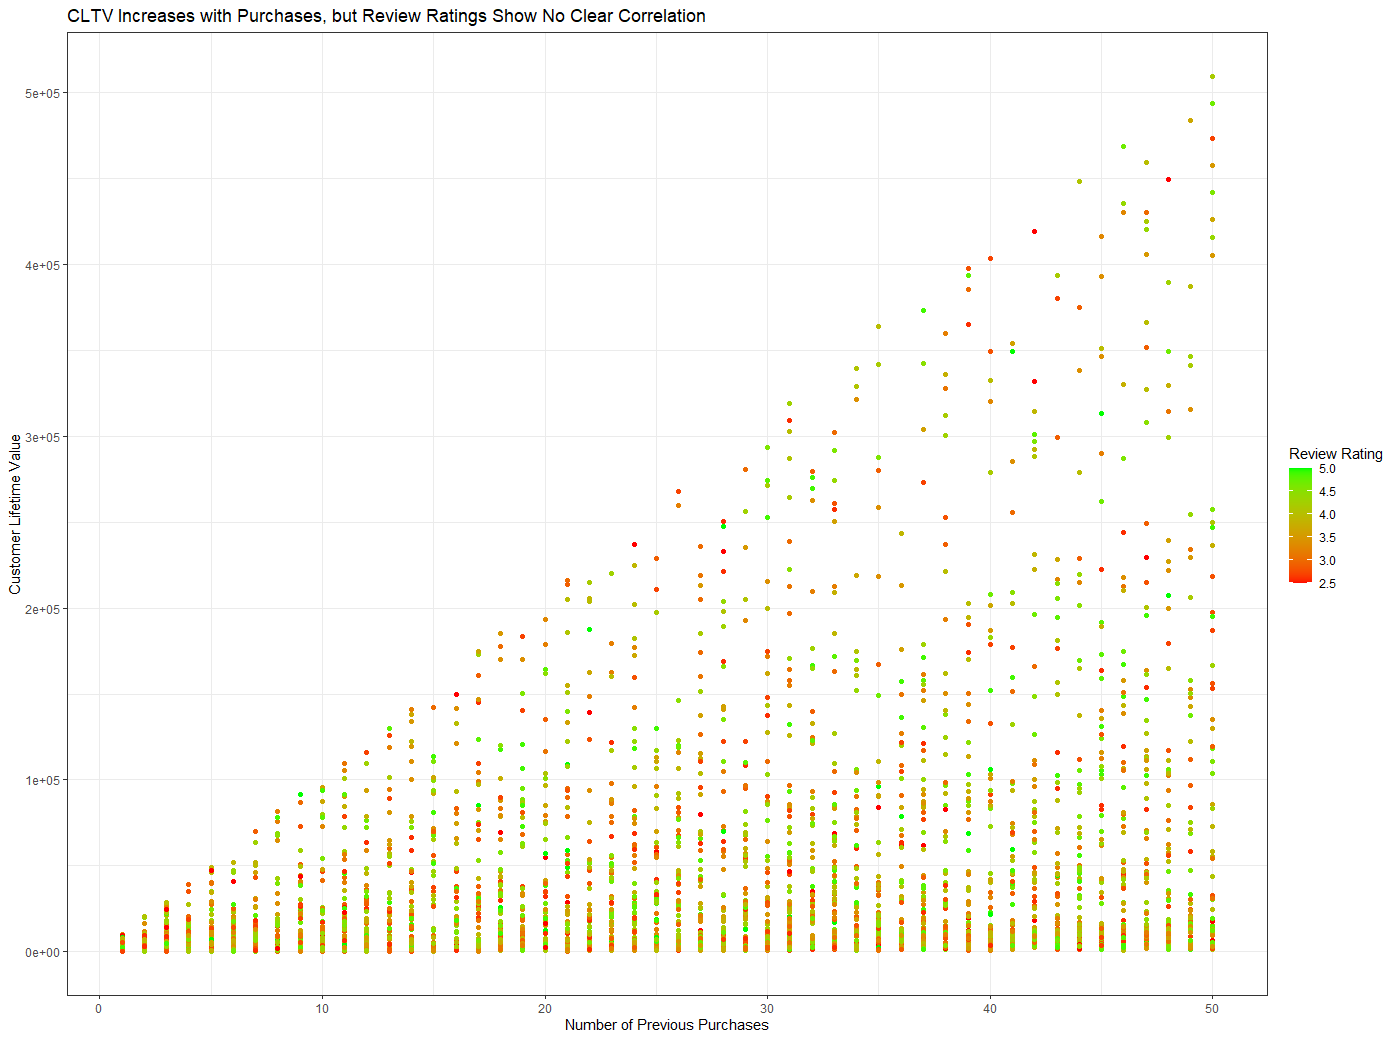 CLTV Increases with Purchases, but Review Ratings Show No Clear Correlation
5e+05
4e+05
3e+05
2e+05
1e+05
0e+00
Customer Lifetime Value
0 10 20 30 40 50
Number of Previous Purchases
Review Rating
5.0
4.5
4.0
3.5
3.0
2.5